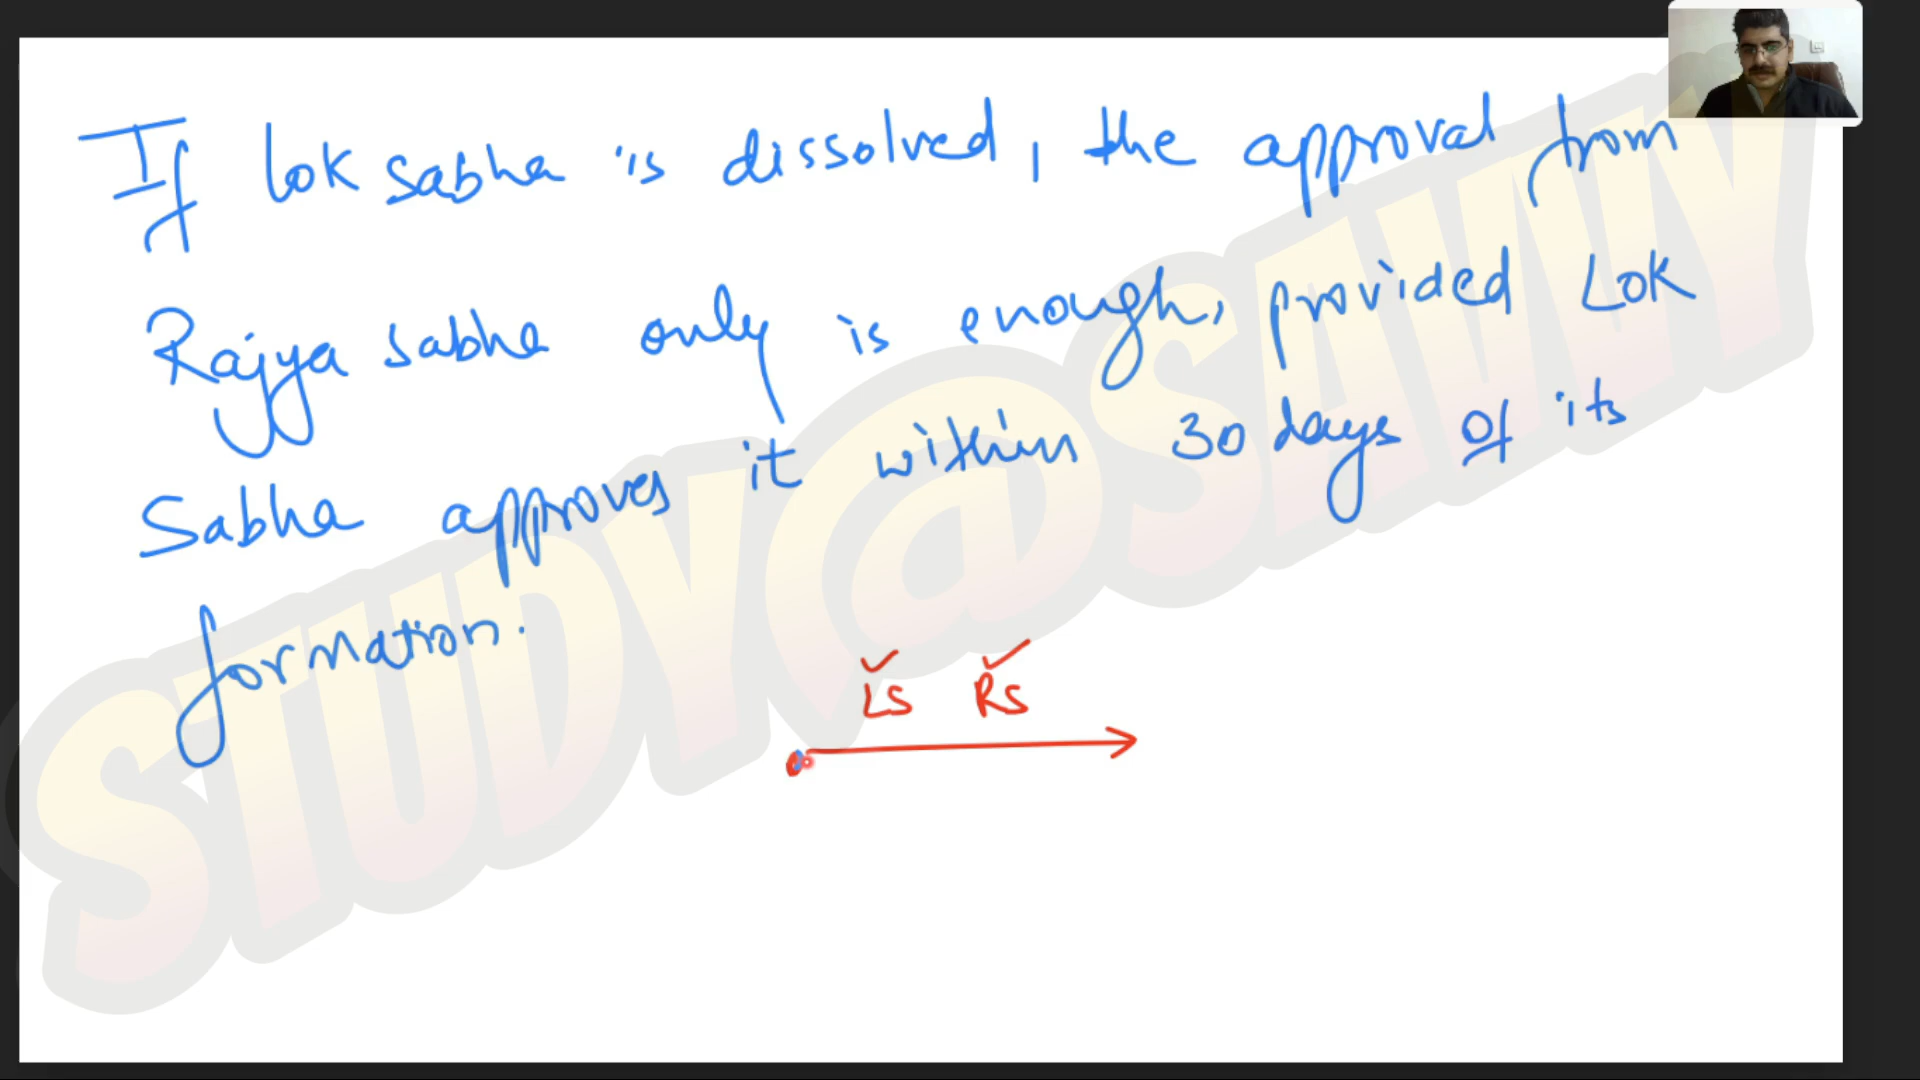 If Lok Sabha is dissolved, the approval from
Rajya Sabha only is enough, provided Lok
Sabha approves it within 30 days of its
formation.
LS RS
STUDY@SAVVY